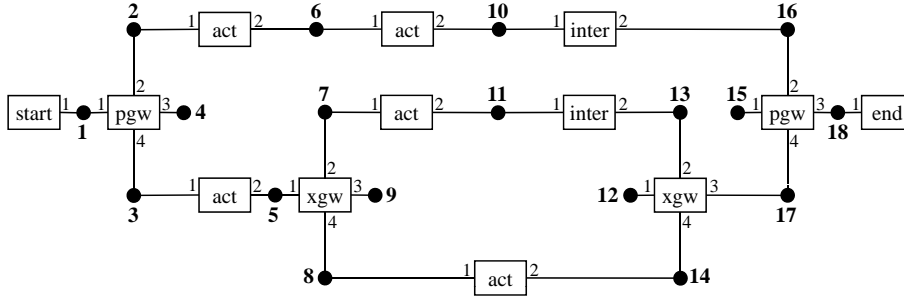 2 6 10 16
1 act 2 1 act 2 1 inter 2
2 7 11 13 15 2
start 1 1 pgw 3 4 1 act 2 1 inter 2 1 pgw 3 1 end
1 4 18 4
2 2
1 act 2 1 xgw 3 9 12 1 xgw 3
3 5 4 4 17
8 1 act 2 14